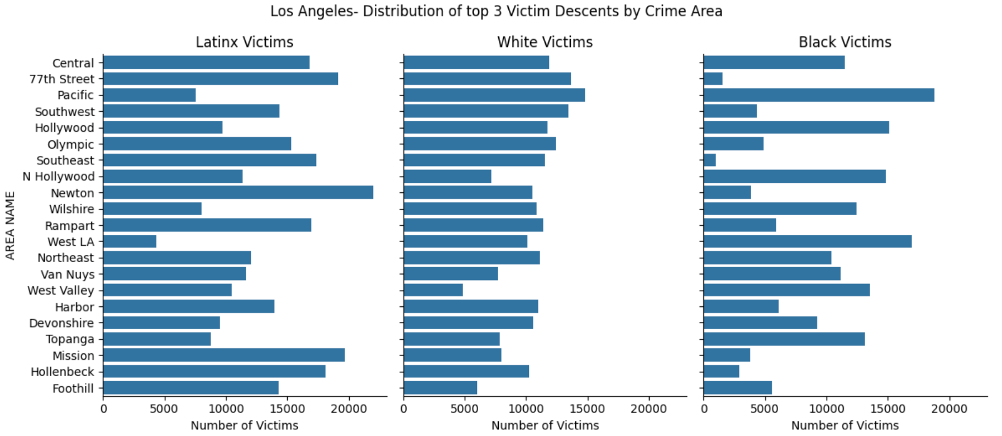 Los Angeles- Distribution of top 3 Victim Descents by Crime Area
Latinx Victims
White Victims
Black Victims
AREA NAME
Central
77th Street
Pacific
Southwest
Hollywood
Olympic
Southeast
N Hollywood
Newton
Wilshire
Rampart
West LA
Northeast
Van Nuys
West Valley
Harbor
Devonshire
Topanga
Mission
Hollenbeck
Foothill
0 5000 10000 15000 20000
0 5000 10000 15000 20000
0 5000 10000 15000 20000
Number of Victims
Number of Victims
Number of Victims